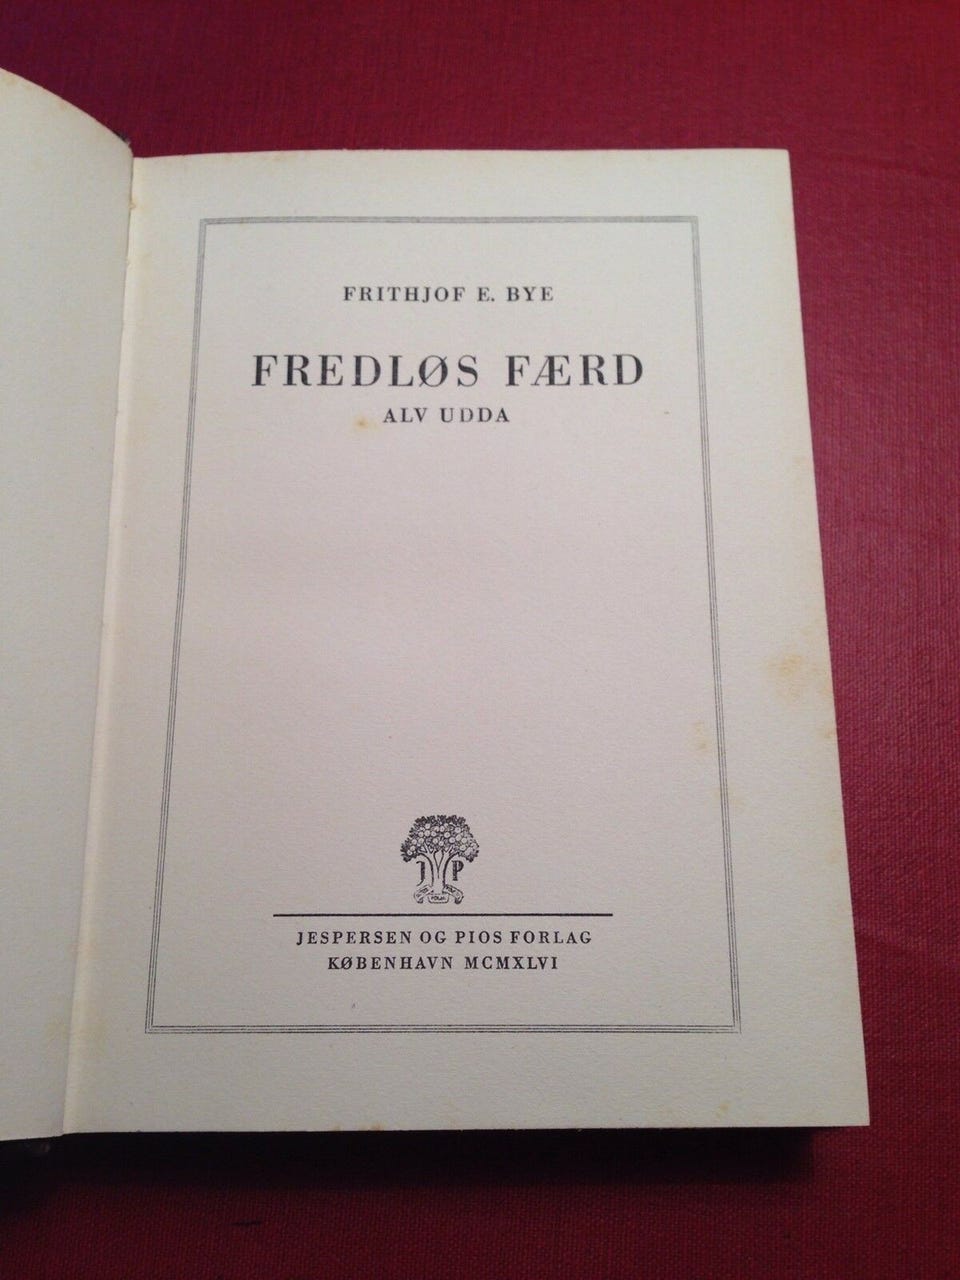 FRITHJOF E. BYE
FREDLØS FÆRD
ALV UDDA
J P
JESPERSEN OG PIOS FORLAG
KØBENHAVN MCMXLVI